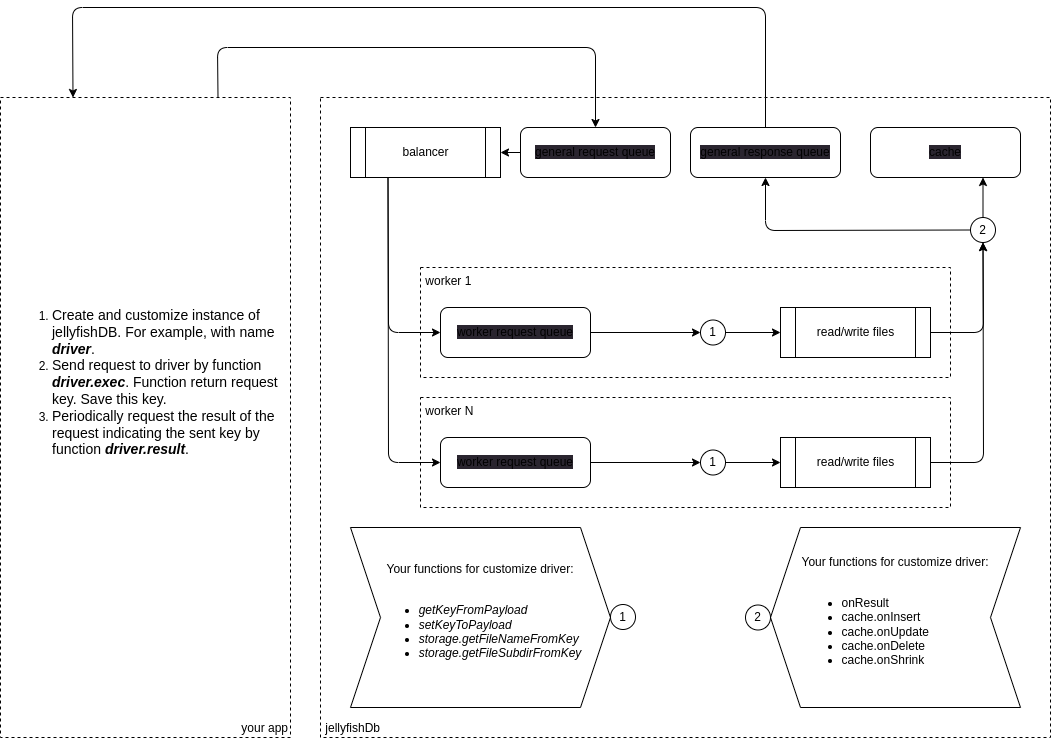 balancer
general request queue
general response queue
cache
2
worker 1
worker request queue
1
read/write files
worker N
worker request queue
1
read/write files
1. Create and customize instance of
jellyfishDB. For example, with name
driver.
2. Send request to driver by function
driver.exec. Function return request
key. Save this key.
3. Periodically request the result of the
request indicating the sent key by
function driver.result.
Your functions for customize driver:
• getKeyFromPayload
• setKeyToPayload
• storage.getFileNameFromKey
• storage.getFileSubdirFromKey
1
2
Your functions for customize driver:
• onResult
• cache.onInsert
• cache.onUpdate
• cache.onDelete
• cache.onShrink
your app
jellyfishDb